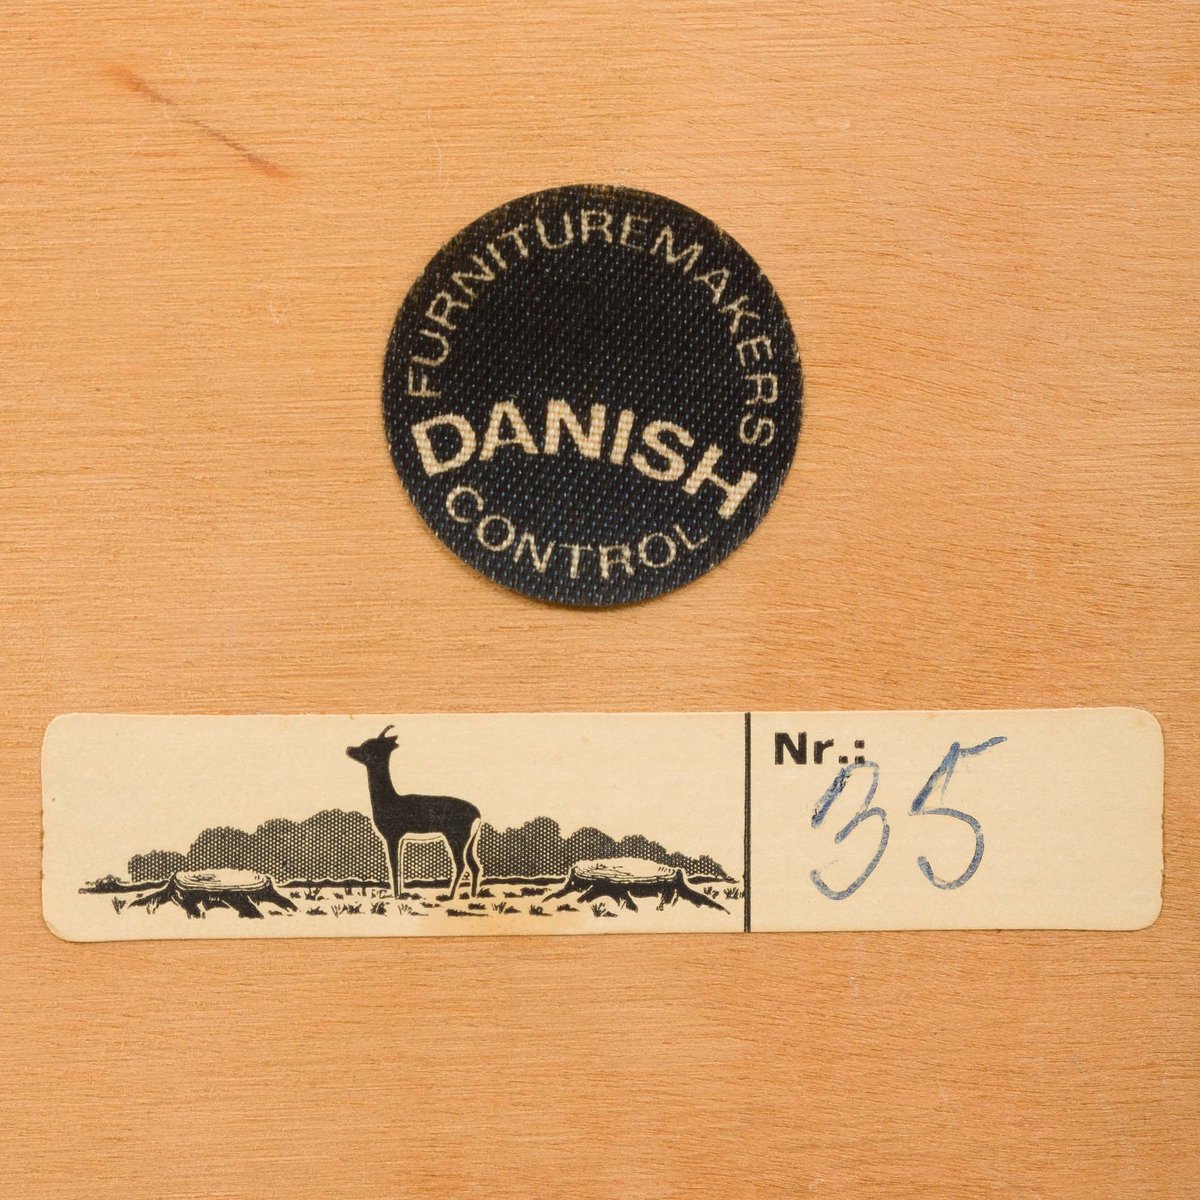 FURNITUREMAKERS
DANISH
CONTROL
Nr.:
35